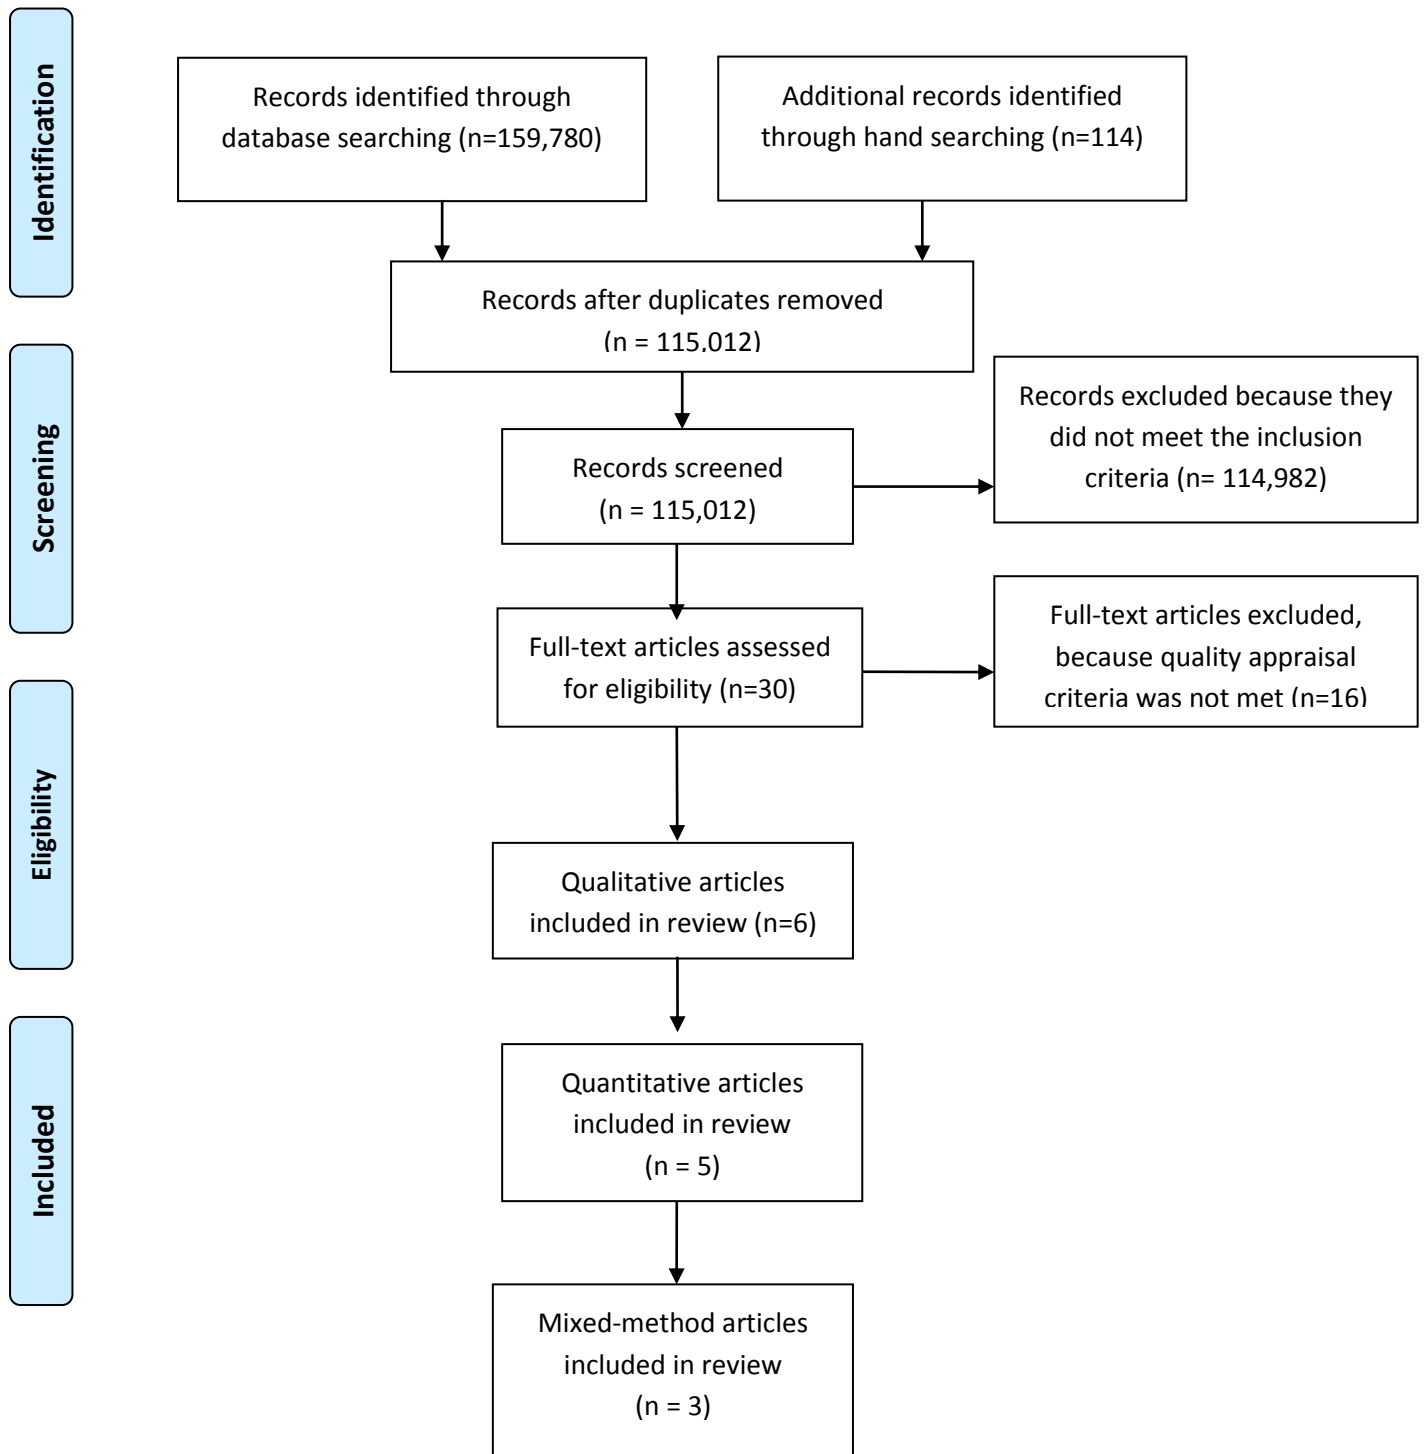 Identification
Records identified through
database searching (n=159,780)
Additional records identified
through hand searching (n=114)
Records after duplicates removed
(n = 115,012)
Screening
Records screened
(n = 115,012)
Records excluded because they
did not meet the inclusion
criteria (n= 114,982)
Full-text articles assessed
for eligibility (n=30)
Full-text articles excluded,
because quality appraisal
criteria was not met (n=16)
Eligibility
Qualitative articles
included in review (n=6)
Included
Quantitative articles
included in review
(n = 5)
Mixed-method articles
included in review
(n = 3)